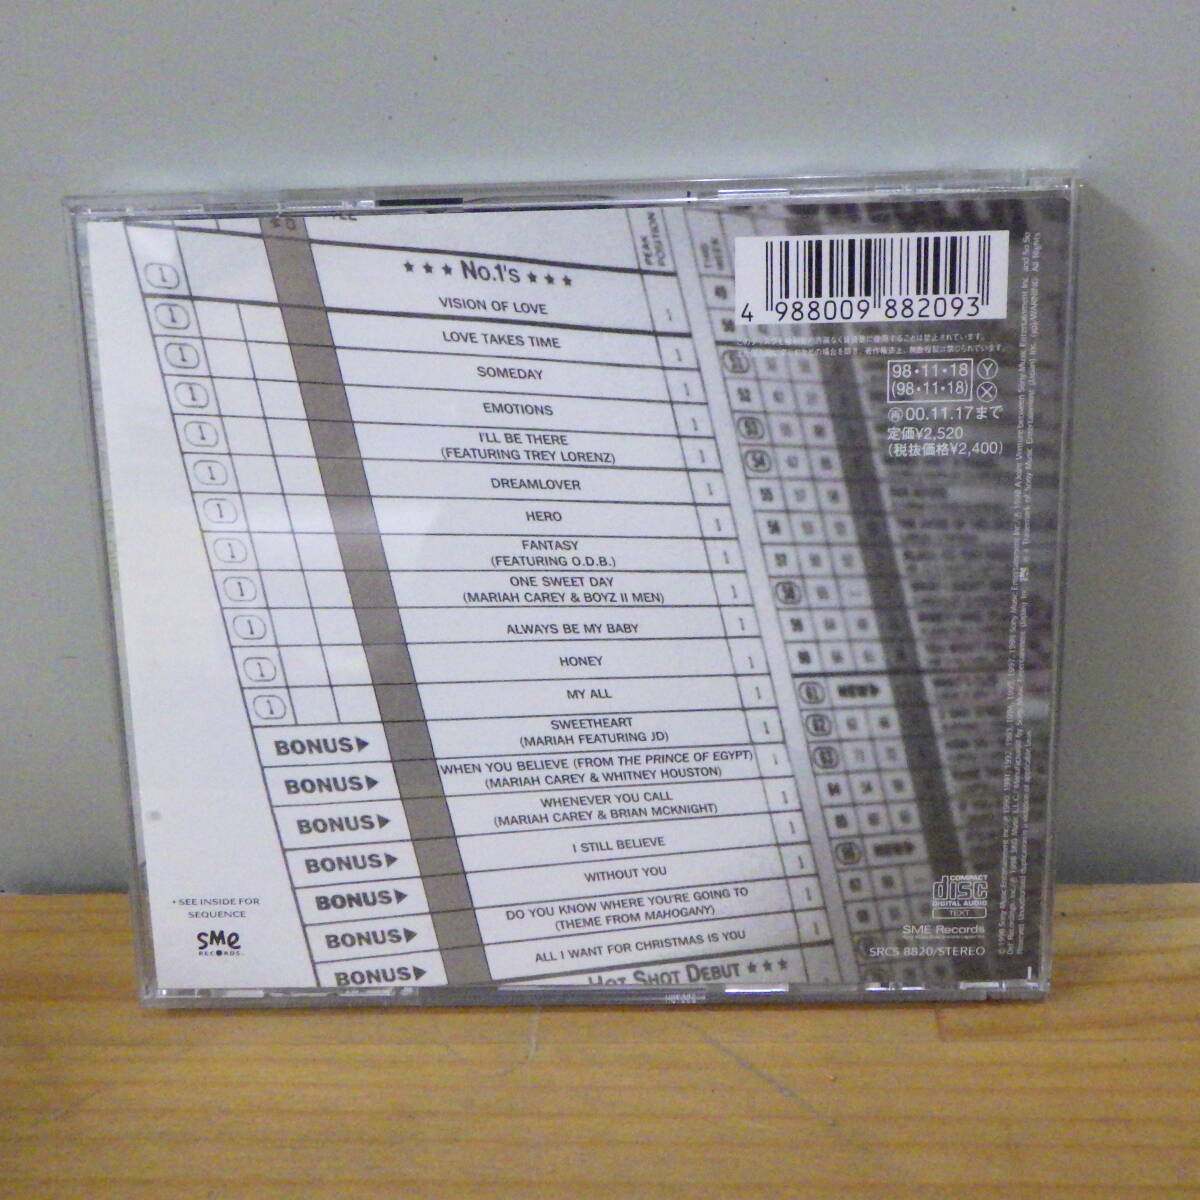 PEAK
POSITION
THIS
WEEK
★ ★ ★ No.1's ★ ★ ★
VISION OF LOVE
LOVE TAKES TIME
SOMEDAY
EMOTIONS
I'LL BE THERE
(FEATURING TREY LORENZ)
DREAMLOVER
HERO
FANTASY
(FEATURING O.D.B.)
ONE SWEET DAY
(MARIAH CAREY & BOYZ II MEN)
ALWAYS BE MY BABY
HONEY
MY ALL
SWEETHEART
(MARIAH FEATURING JD)
WHEN YOU BELIEVE (FROM THE PRINCE OF EGYPT)
(MARIAH CAREY & WHITNEY HOUSTON)
WHENEVER YOU CALL
(MARIAH CAREY & BRIAN MCKNIGHT)
I STILL BELIEVE
WITHOUT YOU
DO YOU KNOW WHERE YOU'RE GOING TO
(THEME FROM MAHOGANY)
ALL I WANT FOR CHRISTMAS IS YOU
HOT SHOT DEBUT ★ ★ ★
BONUS▶
BONUS▶
BONUS▶
BONUS▶
BONUS▶
BONUS▶
BONUS▶
• SEE INSIDE FOR
SEQUENCE
SME
RECORDS.
4 988009 882093
98・11・18 Ⓨ
(98・11・18) Ⓧ
㊢00.11.17まで
定価¥2,520
(税抜価格¥2,400)
COMPACT
disc
DIGITAL AUDIO
TEXT
SME Records
SRCS 8820/STEREO